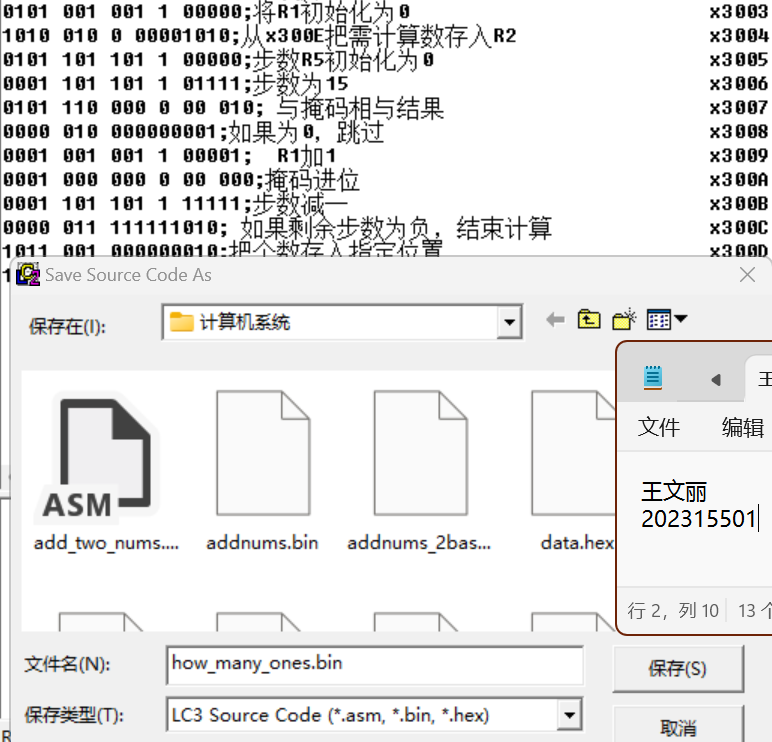 0101 001 001 1 00000;将R1初始化为0 x3003
1010 010 0 00001010;从x300E把需计算数存入R2 x3004
0101 101 101 1 00000;步数R5初始化为0 x3005
0001 101 101 1 01111;步数为15 x3006
0101 110 000 0 00 010; 与掩码相与结果 x3007
0000 010 000000001;如果为0，跳过 x3008
0001 001 001 1 00001; R1加1 x3009
0001 000 000 0 00 000;掩码进位 x300A
0001 101 101 1 11111;步数减一 x300B
0000 011 111111010; 如果剩余步数为负，结束计算 x300C
1011 001 000000010;把个数存入指定位置 x300D
Save Source Code As
保存在(I):
计算机系统
ASM
add_two_nums....
addnums.bin
addnums_2bas...
data.hex
文件
编辑
王文丽
202315501
行 2，列 10
13 个
文件名(N):
how_many_ones.bin
保存(S)
保存类型(T):
LC3 Source Code (*.asm, *.bin, *.hex)
取消